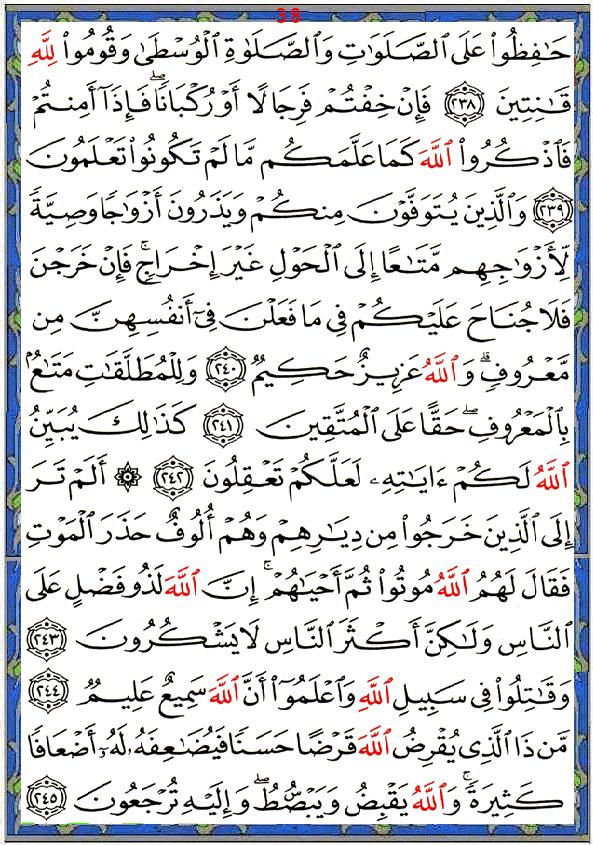 38
حَـٰفِظُوا۟ عَلَى ٱلصَّلَوَٰتِ وَٱلصَّلَوٰةِ ٱلْوُسْطَىٰ وَقُومُوا۟ لِلَّهِ
قَـٰنِتِينَ ٢٣٨ فَإِنْ خِفْتُمْ فَرِجَالًا أَوْ رُكْبَانًا ۖ فَإِذَآ أَمِنتُمْ
فَٱذْكُرُوا۟ ٱللَّهَ كَمَا عَلَّمَكُم مَّا لَمْ تَكُونُوا۟ تَعْلَمُونَ
٢٣٩ وَٱلَّذِينَ يُتَوَفَّوْنَ مِنكُمْ وَيَذَرُونَ أَزْوَٰجًا وَصِيَّةً
لِّأَزْوَٰجِهِم مَّتَـٰعًا إِلَى ٱلْحَوْلِ غَيْرَ إِخْرَاجٍ ۚ فَإِنْ خَرَجْنَ
فَلَا جُنَاحَ عَلَيْكُمْ فِى مَا فَعَلْنَ فِىٓ أَنفُسِهِنَّ مِن
مَّعْرُوفٍ ۗ وَٱللَّهُ عَزِيزٌ حَكِيمٌ ٢٤٠ وَلِلْمُطَلَّقَـٰتِ مَتَـٰعٌۢ
بِٱلْمَعْرُوفِ ۖ حَقًّا عَلَى ٱلْمُتَّقِينَ ٢٤١ كَذَٰلِكَ يُبَيِّنُ
ٱللَّهُ لَكُمْ ءَايَـٰتِهِۦ لَعَلَّكُمْ تَعْقِلُونَ ٢٤٢ ۞ أَلَمْ تَرَ
إِلَى ٱلَّذِينَ خَرَجُوا۟ مِن دِيَـٰرِهِمْ وَهُمْ أُلُوفٌ حَذَرَ ٱلْمَوْتِ
فَقَالَ لَهُمُ ٱللَّهُ مُوتُوا۟ ثُمَّ أَحْيَـٰهُمْ ۚ إِنَّ ٱللَّهَ لَذُو فَضْلٍ عَلَى
ٱلنَّاسِ وَلَـٰكِنَّ أَكْثَرَ ٱلنَّاسِ لَا يَشْكُرُونَ ٢٤٣
وَقَـٰتِلُوا۟ فِى سَبِيلِ ٱللَّهِ وَٱعْلَمُوٓا۟ أَنَّ ٱللَّهَ سَمِيعٌ عَلِيمٌ ٢٤٤
مَّن ذَا ٱلَّذِى يُقْرِضُ ٱللَّهَ قَرْضًا حَسَنًا فَيُضَـٰعِفَهُۥ لَهُۥٓ أَضْعَافًا
كَثِيرَةً ۚ وَٱللَّهُ يَقْبِضُ وَيَبْصُۜطُ ۖ وَإِلَيْهِ تُرْجَعُونَ ٢٤٥